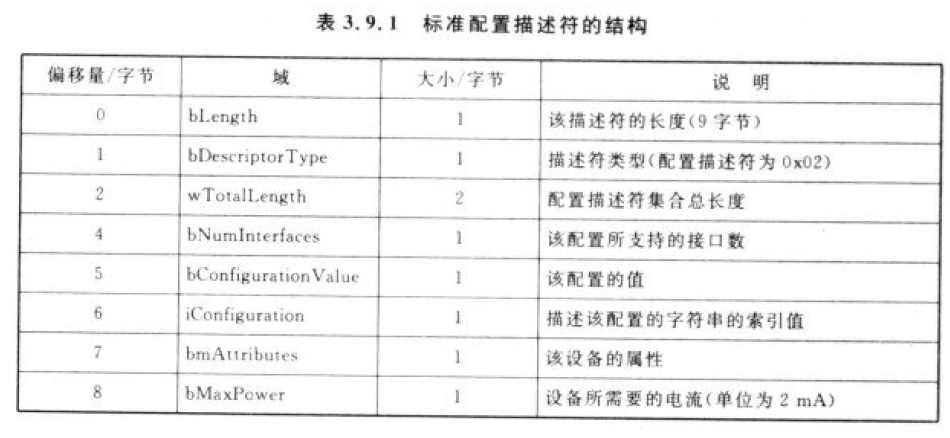 表 3.9.1 标准配置描述符的结构
偏移量/字节 域 大小/字节 说 明
0 bLength 1 该描述符的长度(9 字节)
1 bDescriptorType 1 描述符类型(配置描述符为 0x02)
2 wTotalLength 2 配置描述符集合总长度
4 bNumInterfaces 1 该配置所支持的接口数
5 bConfigurationValue 1 该配置的值
6 iConfiguration 1 描述该配置的字符串的索引值
7 bmAttributes 1 该设备的属性
8 bMaxPower 1 设备所需要的电流(单位为 2 mA)